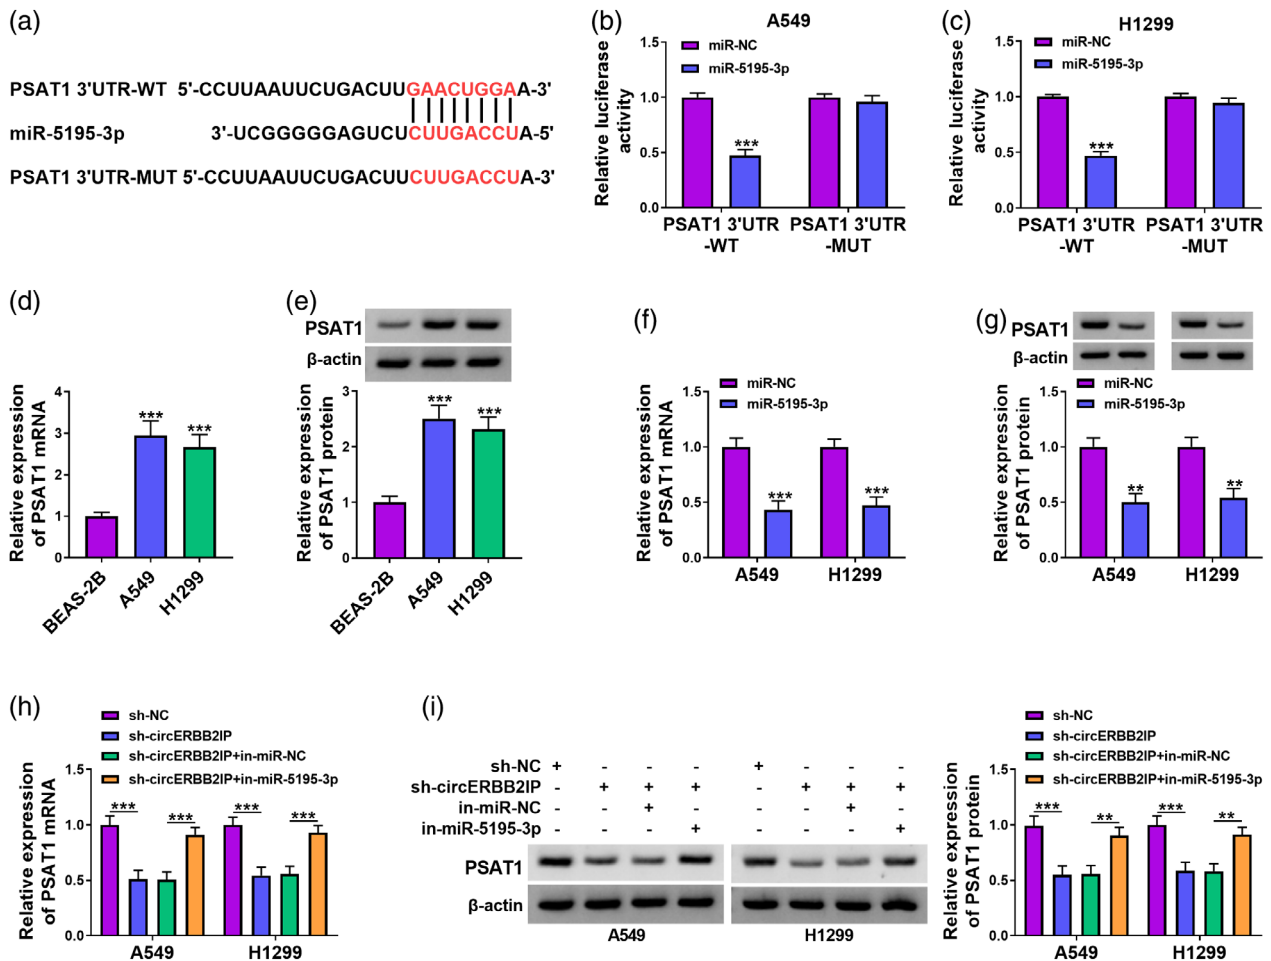 (a)
PSAT1 3'UTR-WT 5'-CCUUAAUUCUGACUUGAACUGGAA-3'
miR-5195-3p 3'-UCGGGGGAGUCUCUUGACCUA-5'
PSAT1 3'UTR-MUT 5'-CCUUAAUUCUGACUUCUUGACCUA-3'
(b)
A549
miR-NC
miR-5195-3p
Relative luciferase
activity
1.5
1.0
0.5
0.0
***
PSAT1 3'UTR
-WT
PSAT1 3'UTR
-MUT
(c)
H1299
miR-NC
miR-5195-3p
Relative luciferase
activity
1.5
1.0
0.5
0.0
***
PSAT1 3'UTR
-WT
PSAT1 3'UTR
-MUT
(d)
Relative expression
of PSAT1 mRNA
4
3
2
1
0
***
***
BEAS-2B
A549
H1299
(e)
PSAT1
β-actin
Relative expression
of PSAT1 protein
3
2
1
0
***
***
BEAS-2B
A549
H1299
(f)
miR-NC
miR-5195-3p
Relative expression
of PSAT1 mRNA
1.5
1.0
0.5
0.0
***
***
A549
H1299
(g)
PSAT1
β-actin
miR-NC
miR-5195-3p
Relative expression
of PSAT1 protein
1.5
1.0
0.5
0.0
**
**
A549
H1299
(h)
sh-NC
sh-circERBB2IP
sh-circERBB2IP+in-miR-NC
sh-circERBB2IP+in-miR-5195-3p
Relative expression
of PSAT1 mRNA
1.5
1.0
0.5
0.0
*** *** *** ***
A549
H1299
(i)
sh-NC + - - - + - - -
sh-circERBB2IP - + + + - + + +
in-miR-NC - - + - - - + -
in-miR-5195-3p - - - + - - - +
PSAT1
β-actin
A549
H1299
sh-NC
sh-circERBB2IP
sh-circERBB2IP+in-miR-NC
sh-circERBB2IP+in-miR-5195-3p
Relative expression
of PSAT1 protein
1.5
1.0
0.5
0.0
*** ** *** **
A549
H1299